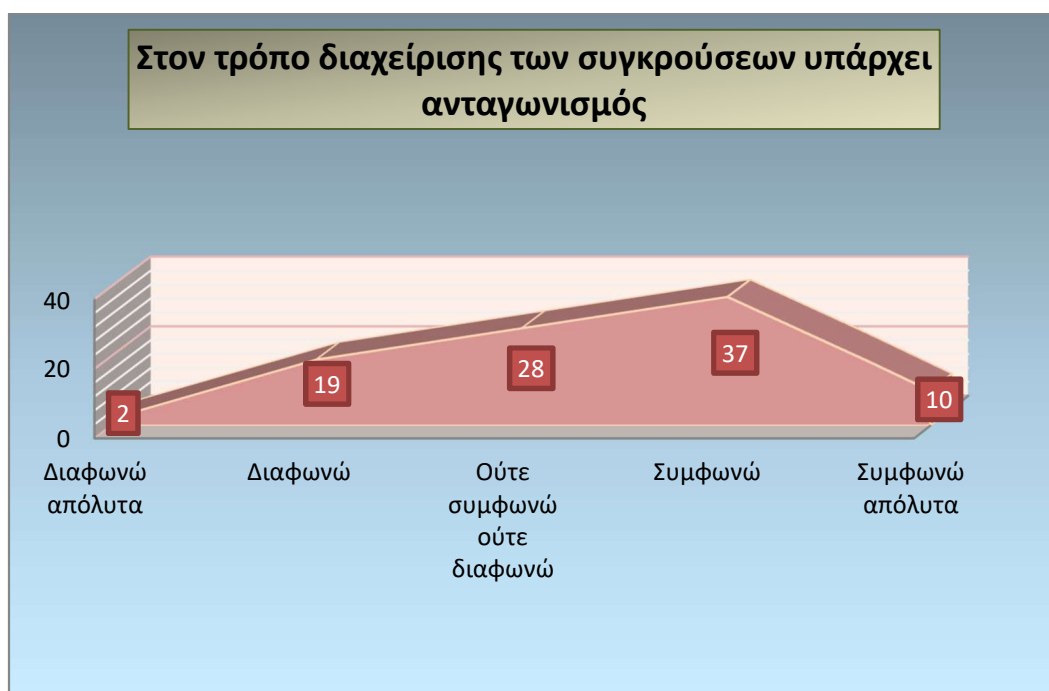 Στον τρόπο διαχείρισης των συγκρούσεων υπάρχει
ανταγωνισμός
40
20
0
2
19
28
37
10
Διαφωνώ
απόλυτα
Διαφωνώ
Ούτε
συμφωνώ
ούτε
διαφωνώ
Συμφωνώ
Συμφωνώ
απόλυτα